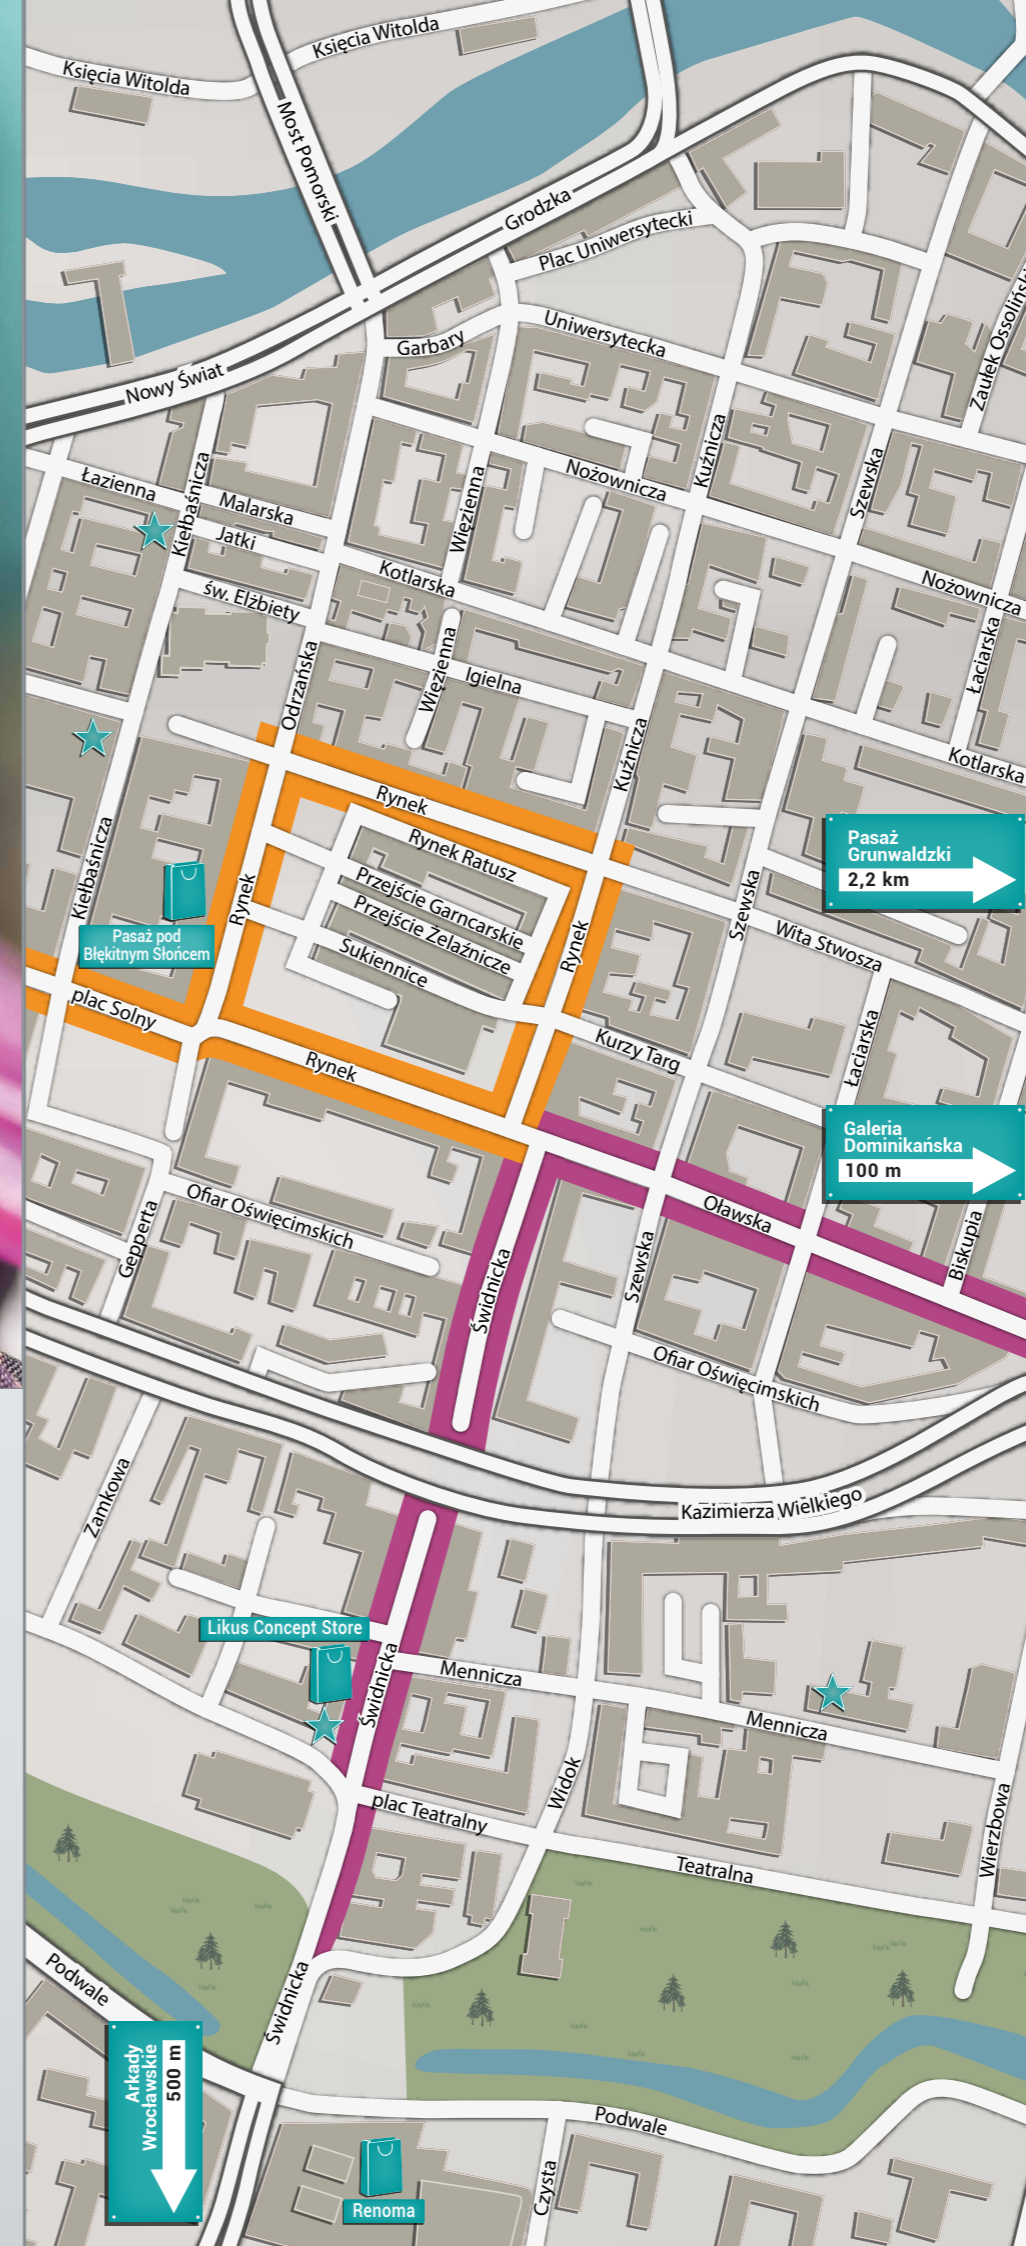 Księcia Witolda
Księcia Witolda
Most Pomorski
Grodzka
Plac Uniwersytecki
Zaułek Ossoliński
Uniwersytecka
Garbary
Nowy Świat
Kuźnicza
Szewska
Łazienna
Kiełbaśnicza
Malarska
Więzienna
Nożownicza
Jatki
Kotlarska
Nożownicza
św. Elżbiety
Łaciarska
Odrzańska
Więzienna
Igielna
Kuźnicza
Kotlarska
Rynek
Rynek Ratusz
Pasaż
Grunwaldzki
2,2 km
Kiełbaśnicza
Rynek
Przejście Garncarskie
Przejście Żelaźnicze
Sukiennice
Rynek
Szewska
Wita Stwosza
Pasaż pod
Błękitnym Słońcem
plac Solny
Rynek
Kurzy Targ
Łaciarska
Galeria
Dominikańska
100 m
Ofiar Oświęcimskich
Gepperta
Oławska
Biskupia
Świdnicka
Szewska
Ofiar Oświęcimskich
Zamkowa
Kazimierza Wielkiego
Likus Concept Store
Świdnicka
Mennicza
Mennicza
Widok
plac Teatralny
Wierzbowa
Teatralna
Podwale
Świdnicka
Arkady
Wrocławskie
500 m
Podwale
Czysta
Renoma